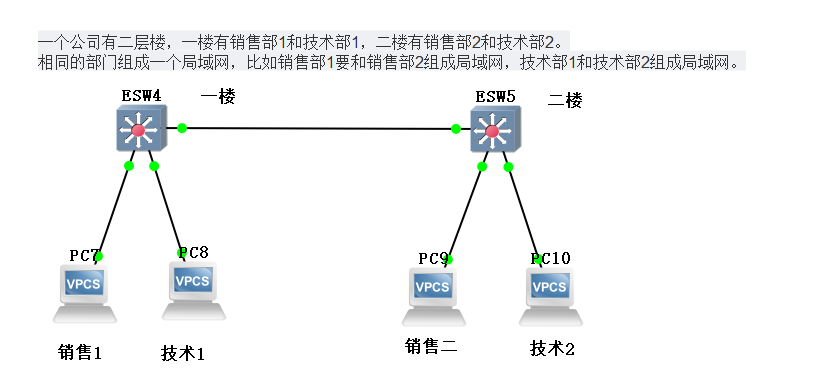 一个公司有二层楼，一楼有销售部1和技术部1，二楼有销售部2和技术部2。
相同的部门组成一个局域网，比如销售部1要和销售部2组成局域网，技术部1和技术部2组成局域网。
ESW4 一楼 ESW5 二楼
PC7 PC8 PC9 PC10
VPCS VPCS VPCS VPCS
销售1 技术1 销售二 技术2